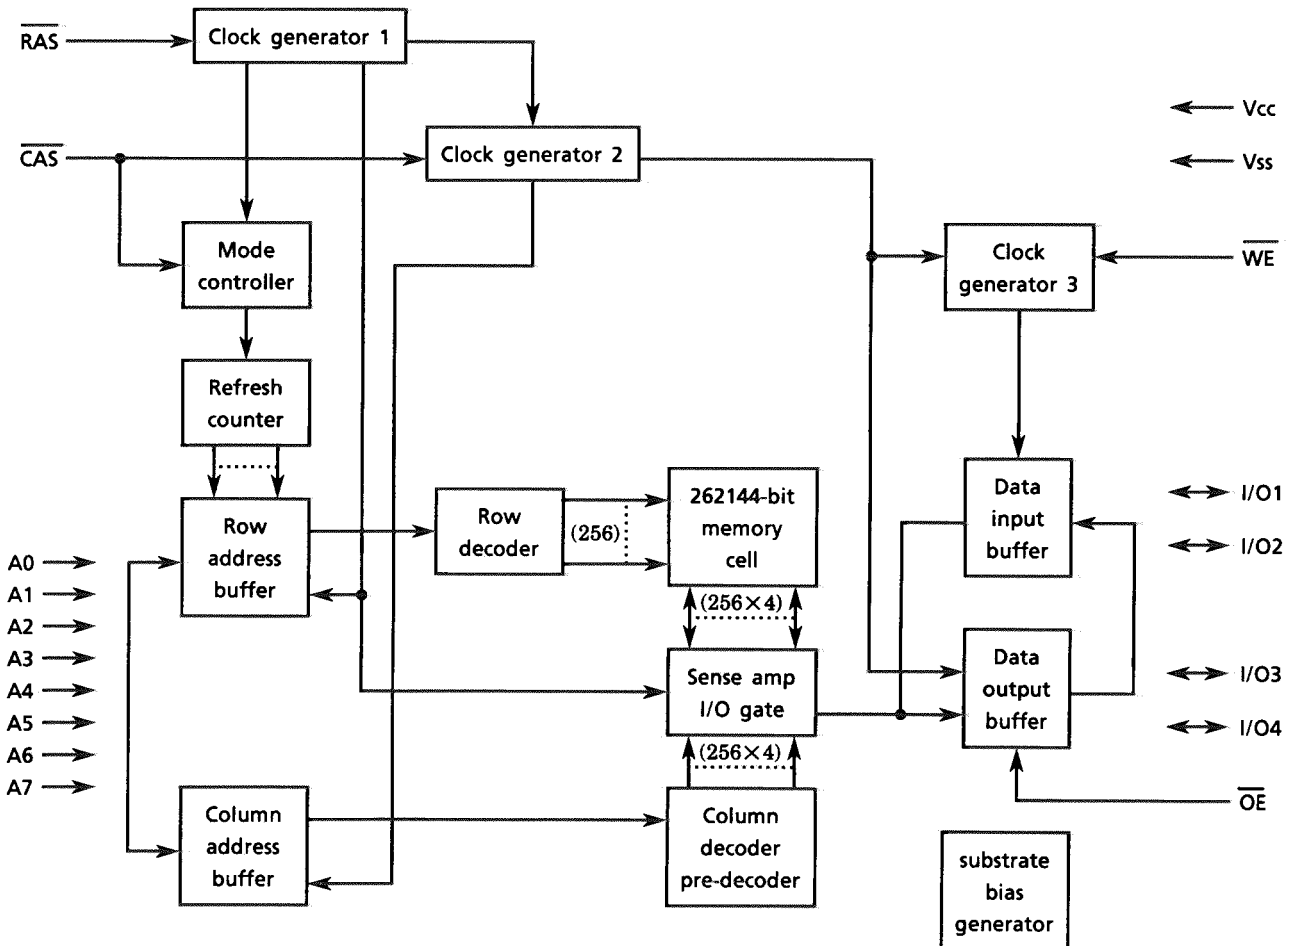 RAS
Clock generator 1
Vcc
CAS
Clock generator 2
Vss
Mode
controller
Clock
generator 3
WE
Refresh
counter
Row
address
buffer
Row
decoder
(256)
262144-bit
memory
cell
Data
input
buffer
I/O1
I/O2
A0
A1
A2
A3
A4
A5
A6
A7
(256×4)
Sense amp
I/O gate
(256×4)
Data
output
buffer
I/O3
I/O4
OE
Column
address
buffer
Column
decoder
pre-decoder
substrate
bias
generator